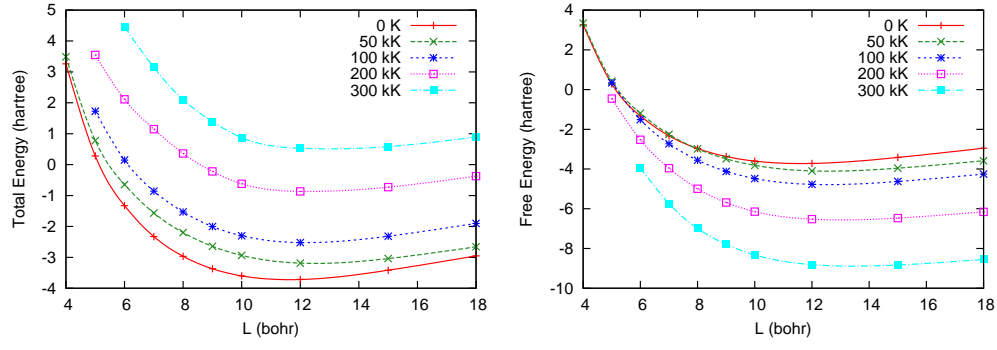 Total Energy (hartree)
5
4
3
2
1
0
-1
-2
-3
-4
4 6 8 10 12 14 16 18
L (bohr)
0 K
50 kK
100 kK
200 kK
300 kK
Free Energy (hartree)
4
2
0
-2
-4
-6
-8
-10
4 6 8 10 12 14 16 18
L (bohr)
0 K
50 kK
100 kK
200 kK
300 kK